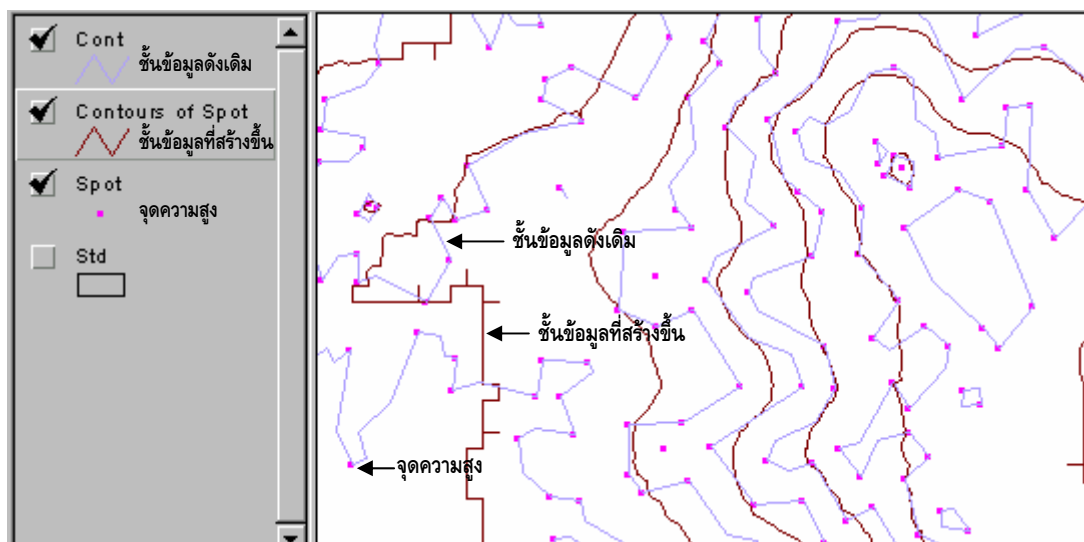 Cont
ชั้นข้อมูลดังเดิม
Contours of Spot
ชั้นข้อมูลที่สร้างขึ้น
Spot
จุดความสูง
Std
ชั้นข้อมูลดังเดิม
ชั้นข้อมูลที่สร้างขึ้น
จุดความสูง